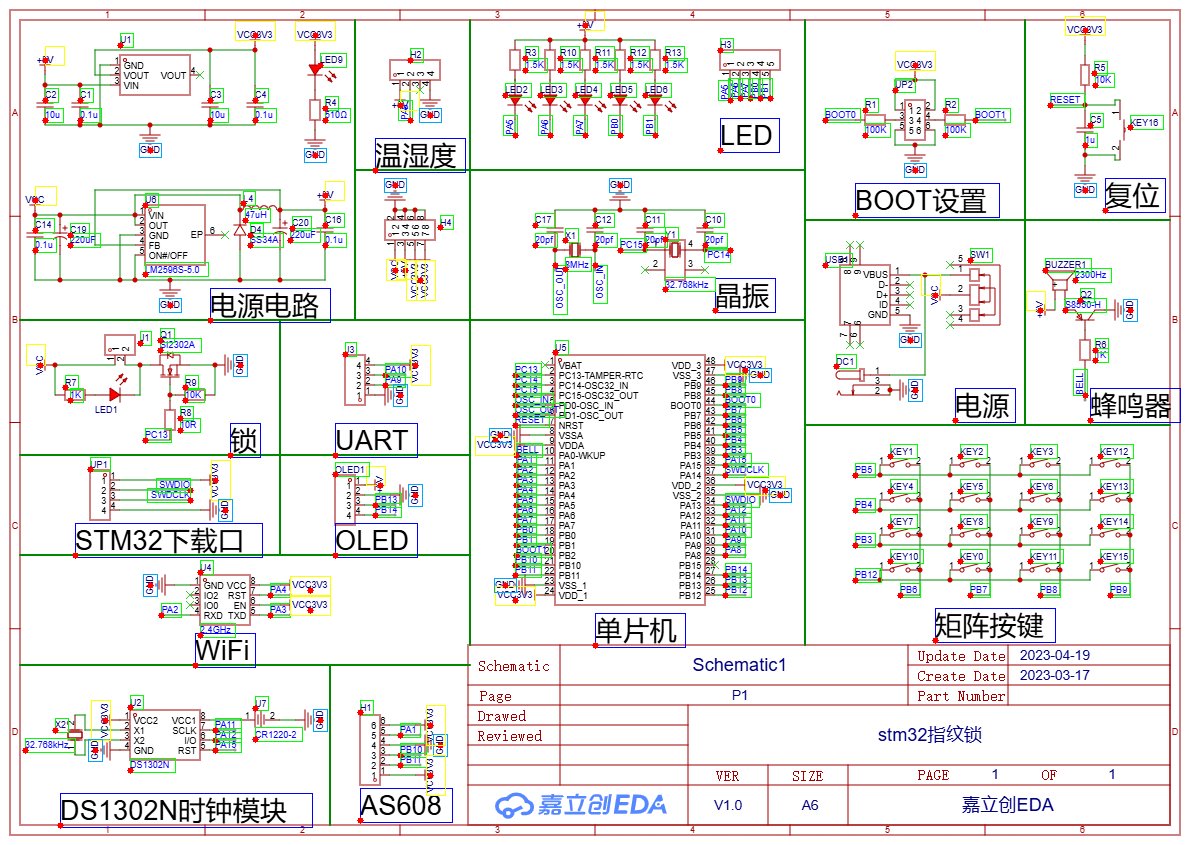 1 2 3 4 5 6
A
B
C
D
U1
GND
VOUT
VIN
VOUT
VCC3V3
VCC3V3
LED9
R4
510Ω
C2
10u
C1
0.1u
C3
10u
C4
0.1u
GND
GND
VCC
U6
VIN
OUT
GND
FB
ON#/OFF
EP
LM2596S-5.0
L4
47uH
D4
SS34A
C14
0.1u
C19
220uF
C20
220uF
C16
0.1u
+5V
GND
电源电路
H2
GND
温湿度
GND
H4
VCC3V3
VCC3V3
+5V
R3
1.5K
R10
1.5K
R11
1.5K
R12
1.5K
R13
1.5K
LED2
LED3
LED4
LED5
LED6
PA5
PA6
PA7
PB0
PB1
H3
PA5
PA6
PA7
PB0
PB1
LED
GND
C17
20pf
C12
20pf
C11
20pf
C10
20pf
X1
8MHz
Y1
32.768kHz
PC15
PC14
OSC_OUT
OSC_IN
晶振
VCC3V3
UP2
R1
100K
R2
100K
BOOT0
BOOT1
GND
BOOT设置
VCC3V3
R5
10K
RESET
C5
1u
KEY16
GND
复位
USB1
VBUS
D-
D+
ID
GND
GND
VCC
SW1
DC1
GND
电源
BUZZER1
2300Hz
+5V
D2
S8550-H
GND
R6
1K
BELL
蜂鸣器
VCC
J1
Q1
SI2302A
GND
R7
1K
LED1
R9
10K
R8
10R
PC13
锁
J3
VCC3V3
PA10
PA9
GND
UART
UP1
VCC3V3
SWDIO
SWDCLK
GND
STM32下载口
OLED1
PB13
PB14
GND
OLED
U5
VBAT
PC13-TAMPER-RTC
PC14-OSC32_IN
PC15-OSC32_OUT
PD0-OSC_IN
PD1-OSC_OUT
NRST
VSSA
VDDA
PA0-WKUP
PA1
PA2
PA3
PA4
PA5
PA6
PA7
PB0
PB1
PB2
PB10
PB11
VSS_1
VDD_1
VDD_3
VSS_3
PB9
PB8
BOOT0
PB7
PB6
PB5
PB4
PB3
PA15
PA14
VDD_2
VSS_2
PA13
PA12
PA11
PA10
PA9
PA8
PB15
PB14
PB13
PB12
PC13
PC14
PC15
OSC_IN
OSC_OUT
RESET
GND
VCC3V3
BELL
PA1
PA2
PA3
PA4
PA5
PA6
PA7
PB0
PB1
BOOT1
PB10
PB11
GND
VCC3V3
VCC3V3
GND
PB9
PB8
BOOT0
PB7
PB6
PB5
PB4
PB3
PA15
SWDCLK
VCC3V3
GND
SWDIO
PA12
PA11
PA10
PA9
PA8
PB14
PB13
PB12
单片机
KEY1 KEY2 KEY3 KEY12
PB5
KEY4 KEY5 KEY6 KEY13
PB4
KEY7 KEY8 KEY9 KEY14
PB3
KEY10 KEY0 KEY11 KEY15
PB12
PB6 PB7 PB8 PB9
矩阵按键
U4
GND
IO2
IO0
RXD
VCC
RST
EN
TXD
2.4GHz
GND
PA2
PA4
PA3
VCC3V3
VCC3V3
WiFi
X2
32.768kHz
VCC3V3
GND
U2
VCC2
X1
X2
GND
VCC1
SCLK
I/O
RST
DS1302N
PA11
PA12
PA15
U7
CR1220-2
GND
DS1302N时钟模块
H1
VCC3V3
PA1
GND
PB10
PB11
VCC3V3
AS608
Schematic
Schematic1
Update Date 2023-04-19
Create Date 2023-03-17
Page
P1
Part Number
Drawed
Reviewed
stm32指纹锁
VER SIZE PAGE 1 OF 1
嘉立创EDA
V1.0 A6 嘉立创EDA